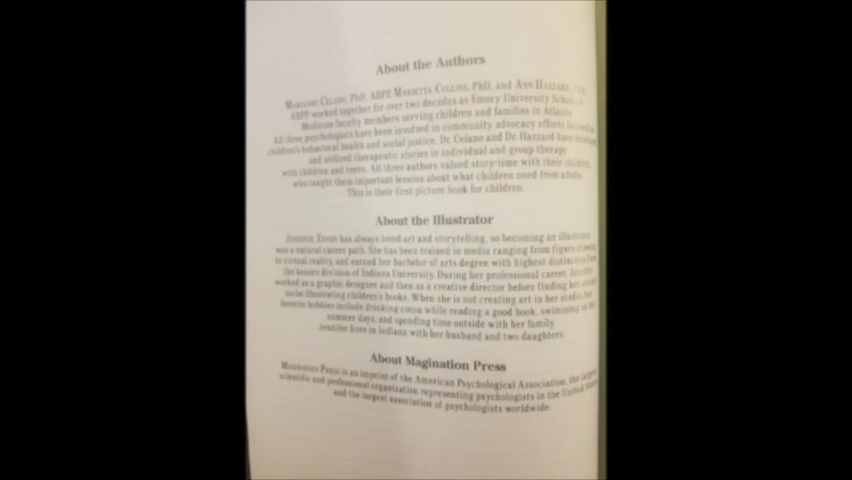 About the Authors
MARIANNE CELANO, PhD, ABPP, MARIETTA COLLINS, PhD, and ANN HAZZARD, PhD,
ABPP worked together for over two decades as Emory University School of
Medicine faculty members serving children and families in Atlanta.
All three psychologists have been involved in community advocacy efforts focused on
children's behavioral health and social justice. Dr. Celano and Dr. Hazzard have developed
and utilized therapeutic stories in individual and group therapy
with children and teens. All three authors valued story-time with their children,
who taught them important lessons about what children need from adults.
This is their first picture book for children.
About the Illustrator
JENNIFER ZIVOIN has always loved art and storytelling, so becoming an illustrator
was a natural career path. She has been trained in media ranging from figure drawing
to virtual reality, and earned her bachelor of arts degree with highest distinction from
the honors division of Indiana University. During her professional career, Jennifer
worked as a graphic designer and then as a creative director before finding her artistic
niche illustrating children's books. When she is not creating art in her studio, her
favorite hobbies include drinking cocoa while reading a good book, swimming in the
summer days, and spending time outside with her family.
Jennifer lives in Indiana with her husband and two daughters.
About Magination Press
MAGINATION PRESS is an imprint of the American Psychological Association, the largest
scientific and professional organization representing psychologists in the United States
and the largest association of psychologists worldwide.